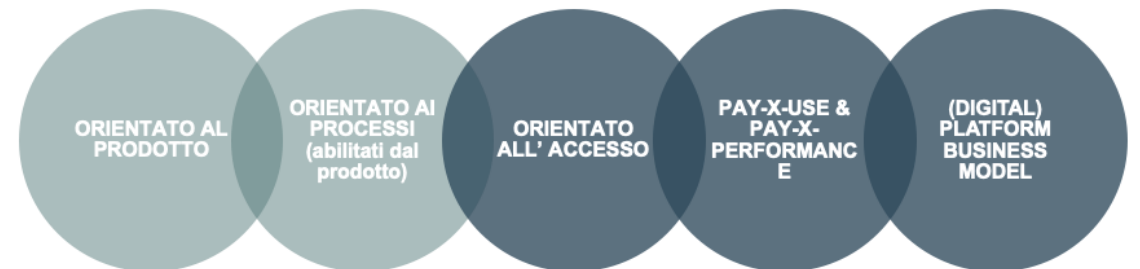 ORIENTATO AL
PRODOTTO
ORIENTATO AI
PROCESSI
(abilitati dal
prodotto)
ORIENTATO
ALL’ ACCESSO
PAY-X-USE &
PAY-X-
PERFORMANC
E
(DIGITAL)
PLATFORM
BUSINESS
MODEL